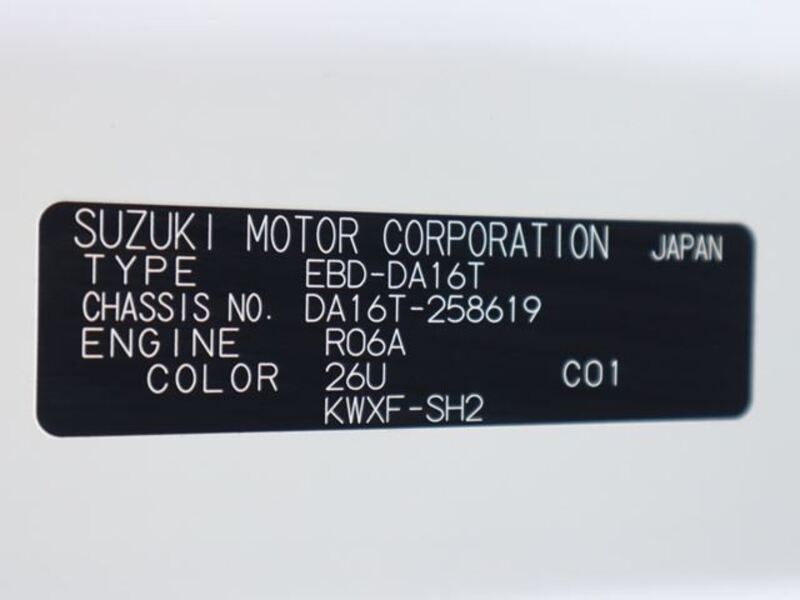 SUZUKI MOTOR CORPORATION JAPAN
TYPE EBD-DA16T
CHASSIS NO. DA16T-258619
ENGINE R06A
COLOR 26U C01
KWXF-SH2